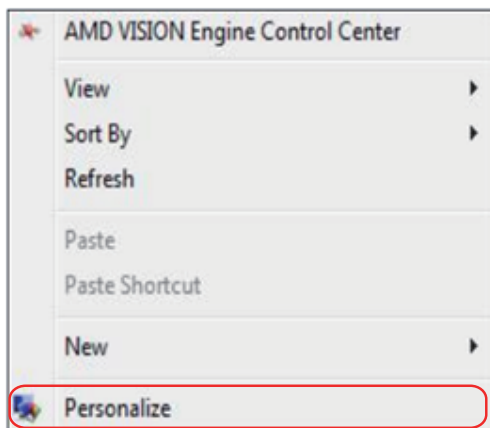 AMD VISION Engine Control Center
View
Sort By
Refresh
Paste
Paste Shortcut
New
Personalize